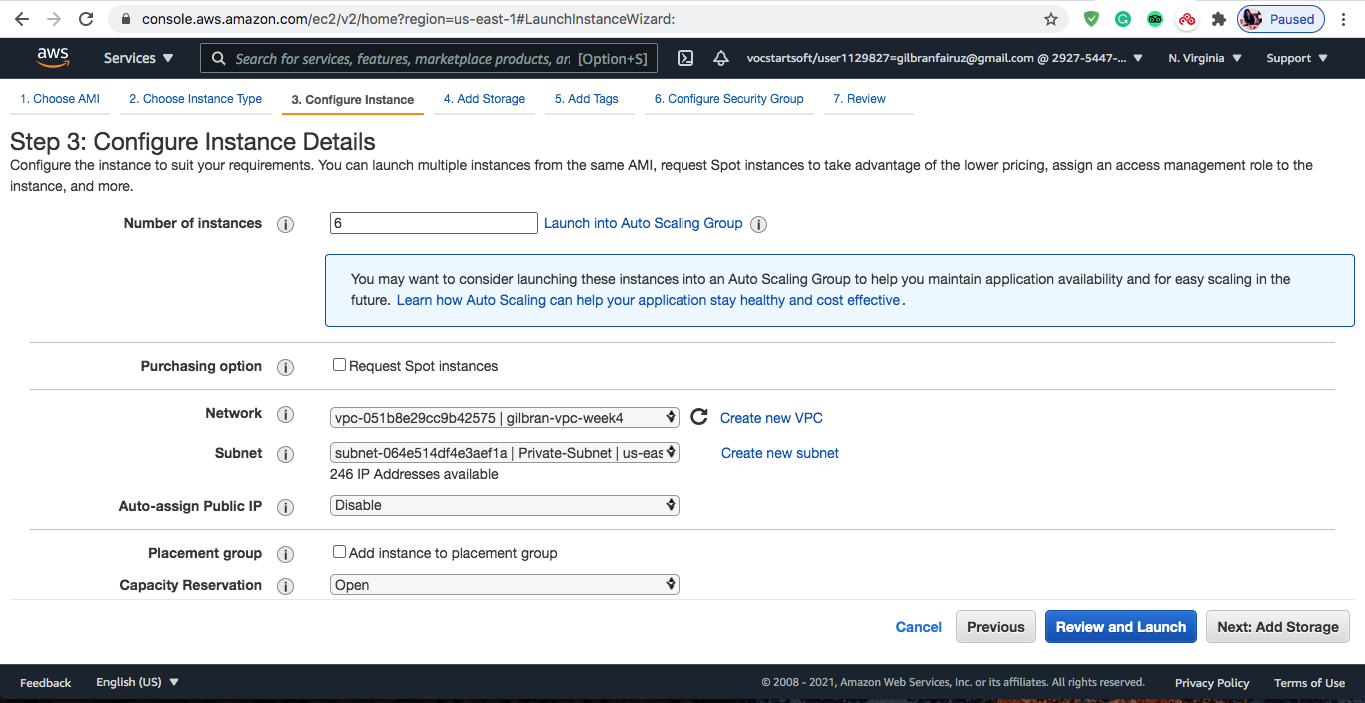 console.aws.amazon.com/ec2/v2/home?region=us-east-1#LaunchInstanceWizard:
Paused
aws
Services
Search for services, features, marketplace products, an [Option+S]
vocstartsoft/user1129827=gilbranfairuz@gmail.com @ 2927-5447-...
N. Virginia
Support
1. Choose AMI
2. Choose Instance Type
3. Configure Instance
4. Add Storage
5. Add Tags
6. Configure Security Group
7. Review
Step 3: Configure Instance Details
Configure the instance to suit your requirements. You can launch multiple instances from the same AMI, request Spot instances to take advantage of the lower pricing, assign an access management role to the
instance, and more.
Number of instances
i
6
Launch into Auto Scaling Group
i
You may want to consider launching these instances into an Auto Scaling Group to help you maintain application availability and for easy scaling in the
future. Learn how Auto Scaling can help your application stay healthy and cost effective.
Purchasing option
i
Request Spot instances
Network
i
vpc-051b8e29cc9b42575 | gilbran-vpc-week4
Create new VPC
Subnet
i
subnet-064e514df4e3aef1a | Private-Subnet | us-eas
Create new subnet
246 IP Addresses available
Auto-assign Public IP
i
Disable
Placement group
i
Add instance to placement group
Capacity Reservation
i
Open
Cancel
Previous
Review and Launch
Next: Add Storage
Feedback
English (US)
© 2008 - 2021, Amazon Web Services, Inc. or its affiliates. All rights reserved.
Privacy Policy
Terms of Use